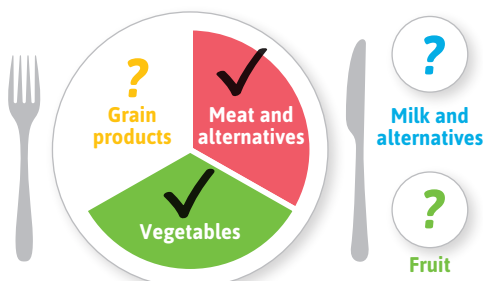 ?
Grain
products
Meat and
alternatives
Vegetables
?
Milk and
alternatives
?
Fruit